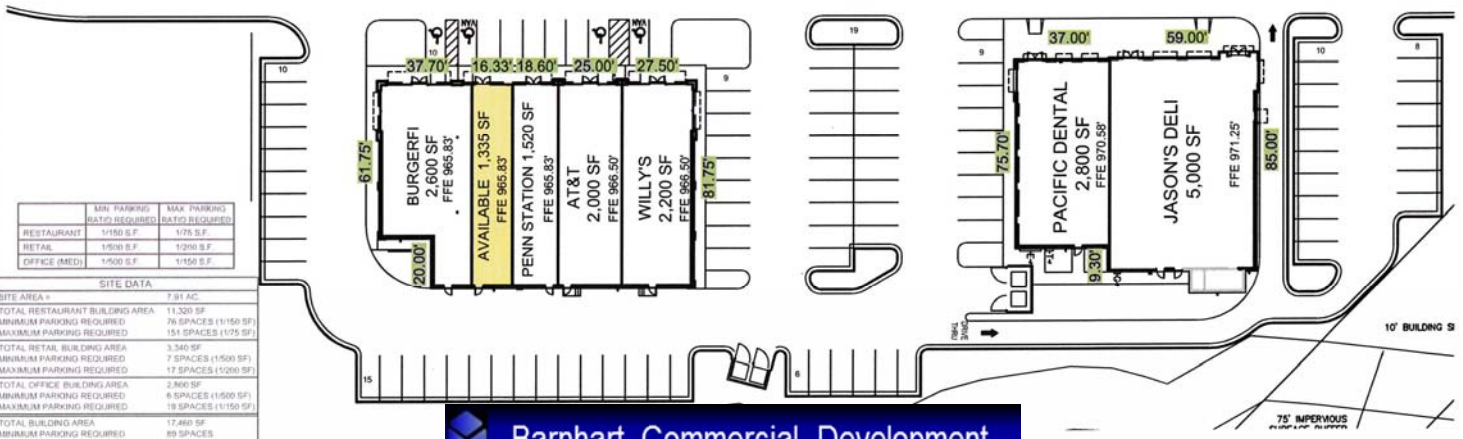 10
37.70'
10
VAN
16.33'
18.60'
25.00'
VAN
27.50'
9
61.75'
BURGERFI
2,600 SF
FFE 965.83'
AVAILABLE 1,335 SF
FFE 965.83'
PENN STATION 1,520 SF
FFE 965.83'
AT&T
2,000 SF
FFE 966.50'
WILLY'S
2,200 SF
FFE 966.50'
81.75'
20.00'
19
9
37.00'
59.00'
75.70'
PACIFIC DENTAL
2,800 SF
FFE 970.58'
JASON'S DELI
5,000 SF
FFE 971.25'
85.00'
9.30'
10
8
DRIVE
THRU
10' BUILDING S
75' IMPERVIOUS
SURFACE BUFFER
15
6
MIN. PARKING RATIO REQUIRED MAX. PARKING RATIO REQUIRED
RESTAURANT 1/150 S.F. 1/75 S.F.
RETAIL 1/500 S.F. 1/200 S.F.
OFFICE (MED) 1/500 S.F. 1/150 S.F.
SITE DATA
SITE AREA = 7.91 AC.
TOTAL RESTAURANT BUILDING AREA 11,320 SF
MINIMUM PARKING REQUIRED 76 SPACES (1/150 SF)
MAXIMUM PARKING REQUIRED 151 SPACES (1/75 SF)
TOTAL RETAIL BUILDING AREA 3,340 SF
MINIMUM PARKING REQUIRED 7 SPACES (1/500 SF)
MAXIMUM PARKING REQUIRED 17 SPACES (1/200 SF)
TOTAL OFFICE BUILDING AREA 2,800 SF
MINIMUM PARKING REQUIRED 6 SPACES (1/500 SF)
MAXIMUM PARKING REQUIRED 19 SPACES (1/150 SF)
TOTAL BUILDING AREA 17,460 SF
MINIMUM PARKING REQUIRED 89 SPACES
Barnhart Commercial Development